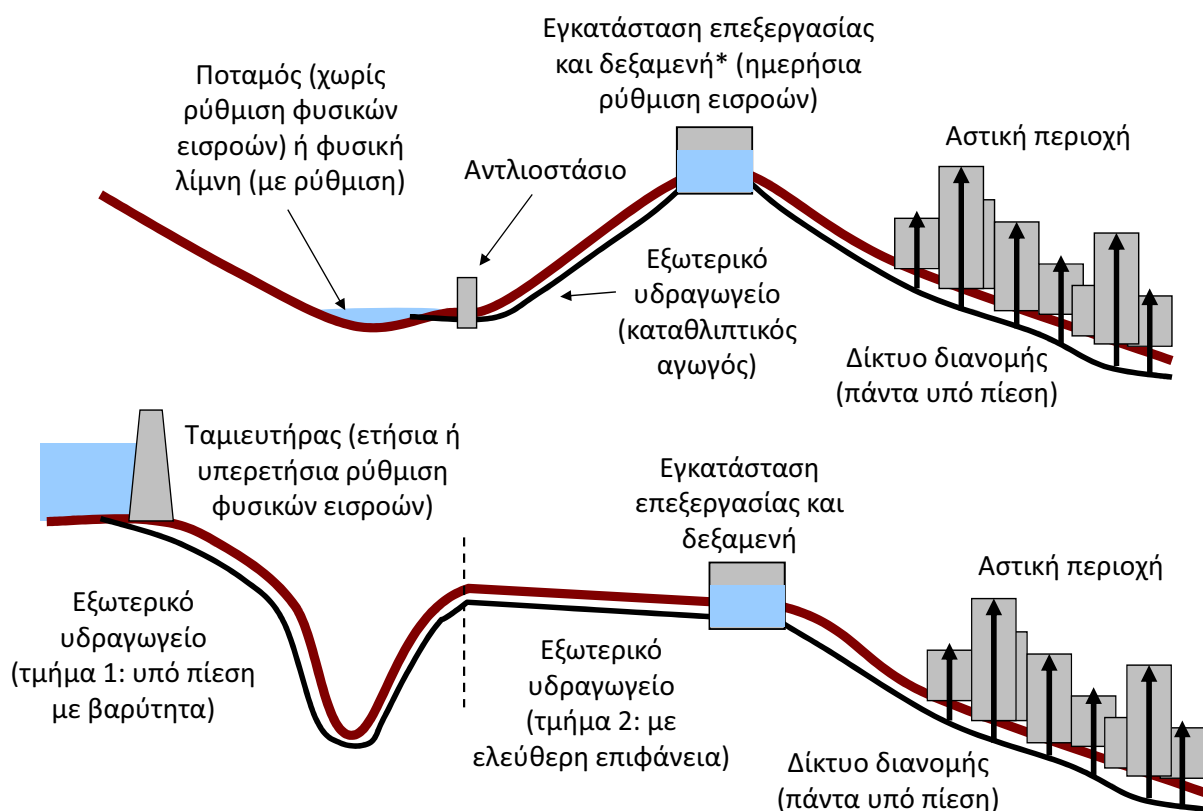 Εγκατάσταση επεξεργασίας
και δεξαμενή* (ημερήσια
ρύθμιση εισροών)
Ποταμός (χωρίς
ρύθμιση φυσικών
εισροών) ή φυσική
λίμνη (με ρύθμιση)
Αντλιοστάσιο
Αστική περιοχή
Εξωτερικό
υδραγωγείο
(καταθλιπτικός
αγωγός)
Δίκτυο διανομής
(πάντα υπό πίεση)
Ταμιευτήρας (ετήσια ή
υπερετήσια ρύθμιση
φυσικών εισροών)
Εγκατάσταση
επεξεργασίας και
δεξαμενή
Αστική περιοχή
Εξωτερικό
υδραγωγείο
(τμήμα 1: υπό πίεση
με βαρύτητα)
Εξωτερικό
υδραγωγείο
(τμήμα 2: με
ελεύθερη επιφάνεια)
Δίκτυο διανομής
(πάντα υπό πίεση)